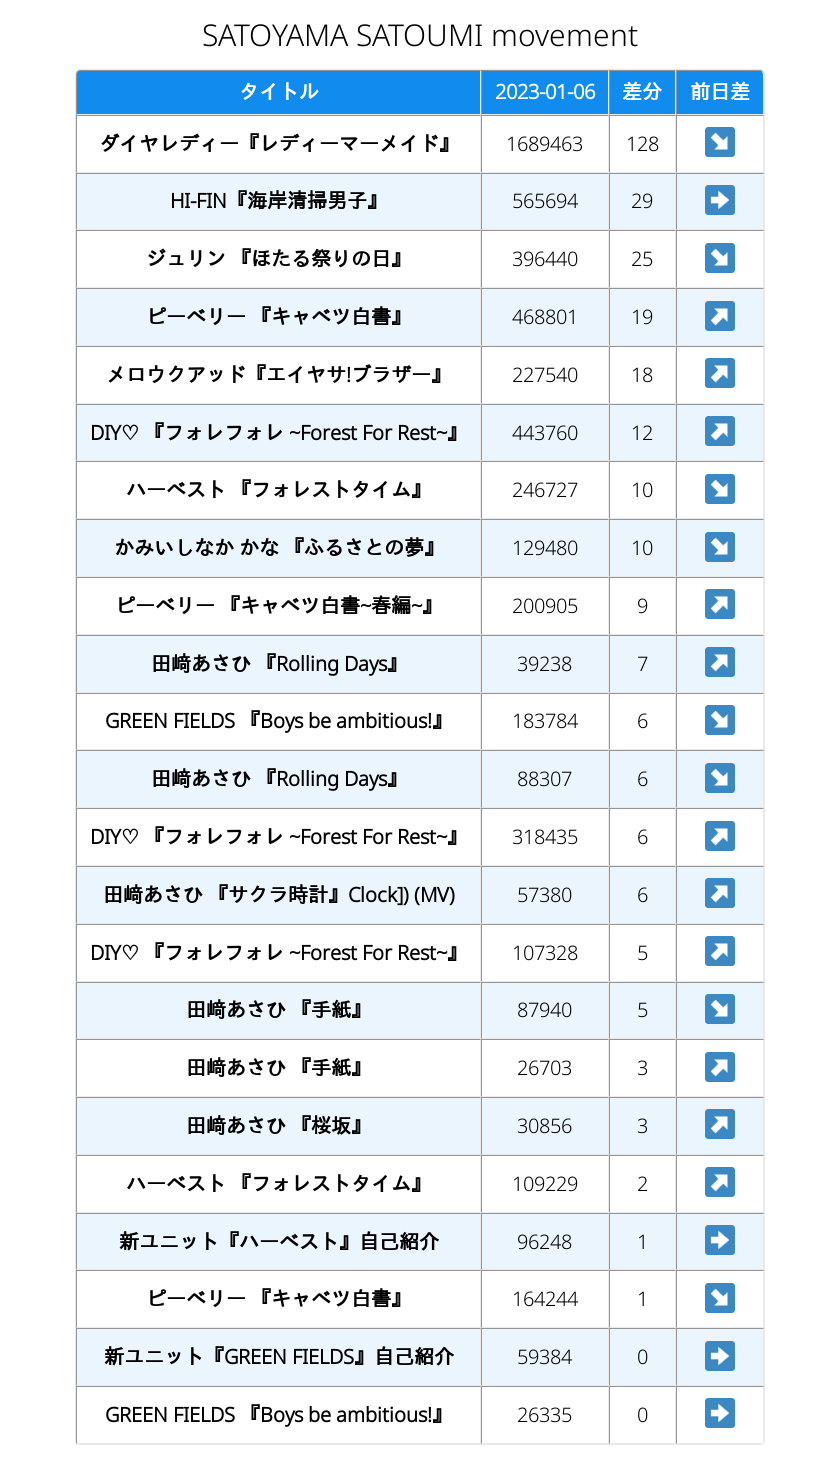 SATOYAMA SATOUMI movement
タイトル 2023-01-06 差分 前日差
ダイヤレディー『レディーマーメイド』 1689463 128 ↘
HI-FIN『海岸清掃男子』 565694 29 ➡
ジュリン 『ほたる祭りの日』 396440 25 ↘
ピーベリー 『キャベツ白書』 468801 19 ↗
メロウクアッド『エイヤサ!ブラザー』 227540 18 ↗
DIY♡ 『フォレフォレ ~Forest For Rest~』 443760 12 ↗
ハーベスト 『フォレストタイム』 246727 10 ↘
かみいしなか かな 『ふるさとの夢』 129480 10 ↘
ピーベリー 『キャベツ白書~春編~』 200905 9 ↗
田﨑あさひ 『Rolling Days』 39238 7 ↗
GREEN FIELDS 『Boys be ambitious!』 183784 6 ↘
田﨑あさひ 『Rolling Days』 88307 6 ↘
DIY♡ 『フォレフォレ ~Forest For Rest~』 318435 6 ↗
田﨑あさひ 『サクラ時計』Clock]) (MV) 57380 6 ↗
DIY♡ 『フォレフォレ ~Forest For Rest~』 107328 5 ↗
田﨑あさひ 『手紙』 87940 5 ↘
田﨑あさひ 『手紙』 26703 3 ↗
田﨑あさひ 『桜坂』 30856 3 ↗
ハーベスト 『フォレストタイム』 109229 2 ↗
新ユニット『ハーベスト』自己紹介 96248 1 ➡
ピーベリー 『キャベツ白書』 164244 1 ↘
新ユニット『GREEN FIELDS』自己紹介 59384 0 ➡
GREEN FIELDS 『Boys be ambitious!』 26335 0 ➡